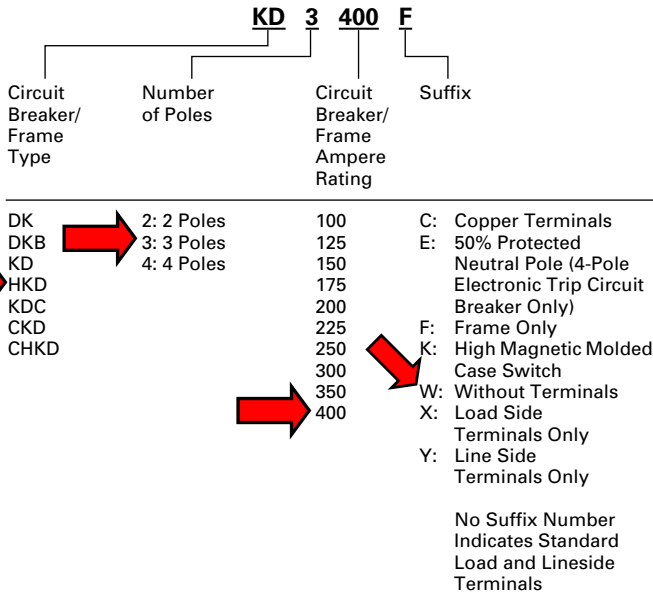 KD 3 400 F
Circuit
Breaker/
Frame
Type
Number
of Poles
Circuit
Breaker/
Frame
Ampere
Rating
Suffix
DK
DKB
KD
HKD
KDC
CKD
CHKD
2: 2 Poles
3: 3 Poles
4: 4 Poles
100
125
150
175
200
225
250
300
350
400
C: Copper Terminals
E: 50% Protected
Neutral Pole (4-Pole
Electronic Trip Circuit
Breaker Only)
F: Frame Only
K: High Magnetic Molded
Case Switch
W: Without Terminals
X: Load Side
Terminals Only
Y: Line Side
Terminals Only
No Suffix Number
Indicates Standard
Load and Lineside
Terminals